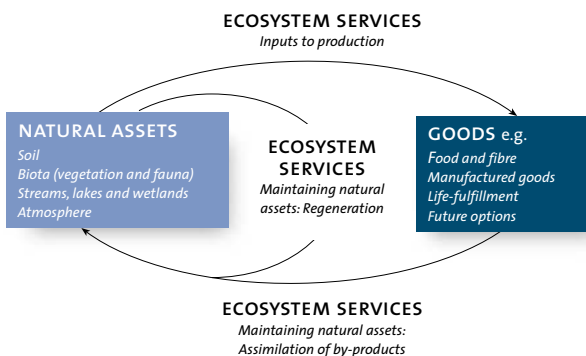 ECOSYSTEM SERVICES
Inputs to production
NATURAL ASSETS
Soil
Biota (vegetation and fauna)
Streams, lakes and wetlands
Atmosphere
ECOSYSTEM
SERVICES
Maintaining natural
assets: Regeneration
GOODS e.g.
Food and fibre
Manufactured goods
Life-fulfillment
Future options
ECOSYSTEM SERVICES
Maintaining natural assets:
Assimilation of by-products